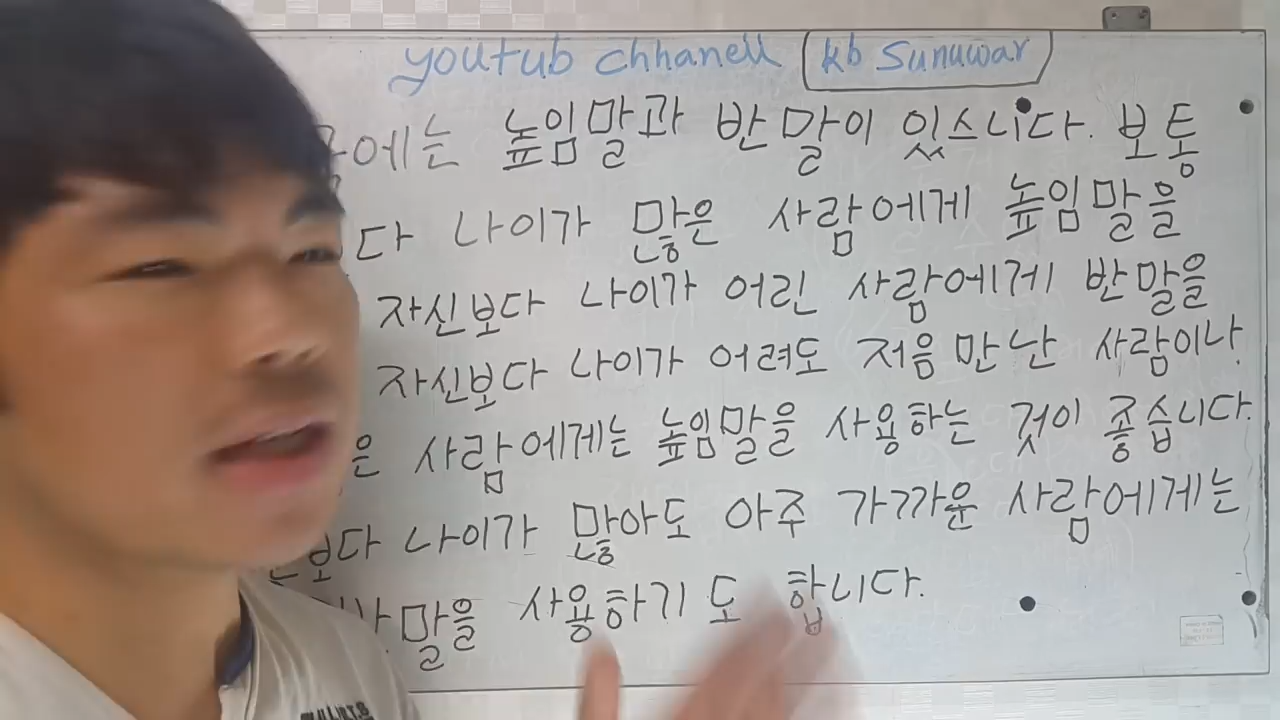 youtub chhanell kb Sunuwar
에는 높임말과 반말이 있스니다. 보통
다 나이가 많은 사람에게 높임말을
자신보다 나이가 어린 사람에게 반말을
자신보다 나이가 어려도 저음 만난 사람이나
은 사람에게는 높임말을 사용하는 것이 좋습니다.
보다 나이가 많아도 아주 가까운 사람에게는
말을 사용하기도 합니다.